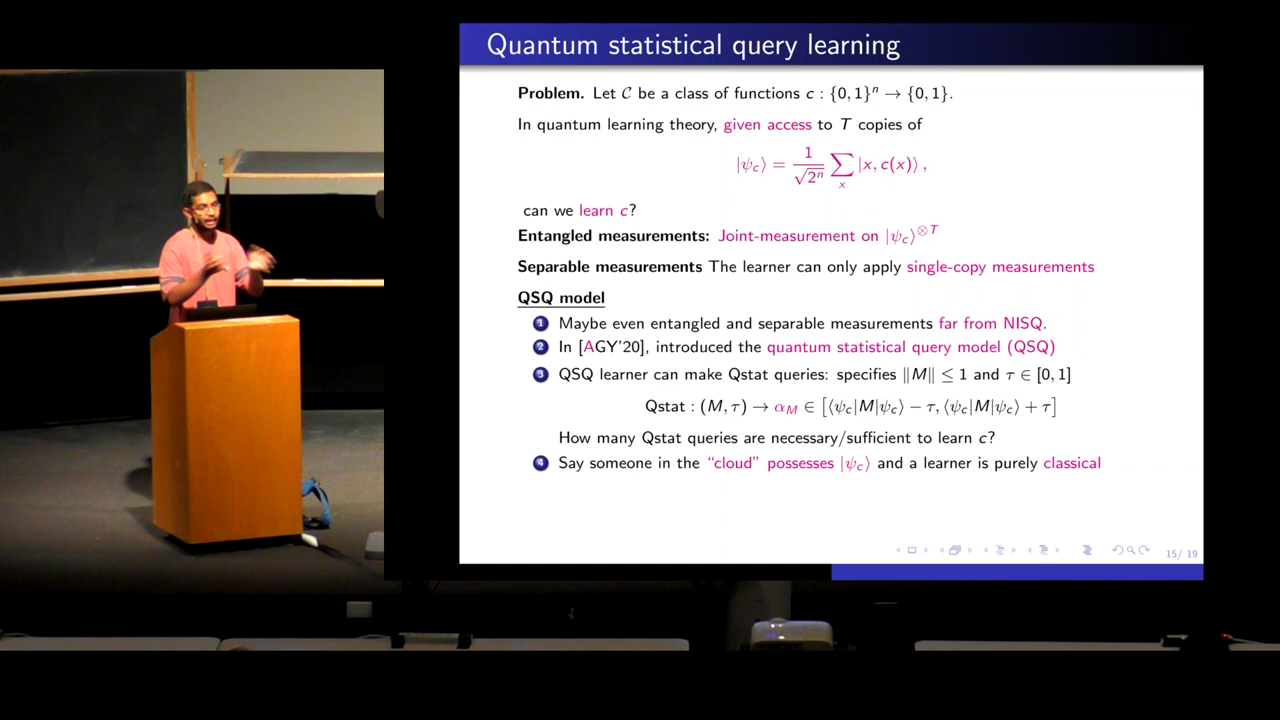 Quantum statistical query learning
Problem. Let 𝒞 be a class of functions c : {0, 1}ⁿ → {0, 1}.
In quantum learning theory, given access to T copies of
|ψ_c⟩ = 1/√2ⁿ ∑_x |x, c(x)⟩ ,
can we learn c?
Entangled measurements: Joint-measurement on |ψ_c⟩^⊗T
Separable measurements The learner can only apply single-copy measurements
QSQ model
1 Maybe even entangled and separable measurements far from NISQ.
2 In [AGY'20], introduced the quantum statistical query model (QSQ)
3 QSQ learner can make Qstat queries: specifies ‖M‖ ≤ 1 and τ ∈ [0, 1]
Qstat : (M, τ) → α_M ∈ [⟨ψ_c|M|ψ_c⟩ − τ, ⟨ψ_c|M|ψ_c⟩ + τ]
How many Qstat queries are necessary/sufficient to learn c?
4 Say someone in the “cloud” possesses |ψ_c⟩ and a learner is purely classical
15/ 19